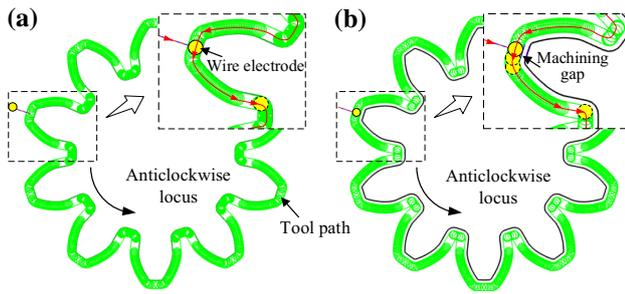 (a)
Wire electrode
Anticlockwise
locus
Tool path
(b)
Machining
gap
Anticlockwise
locus